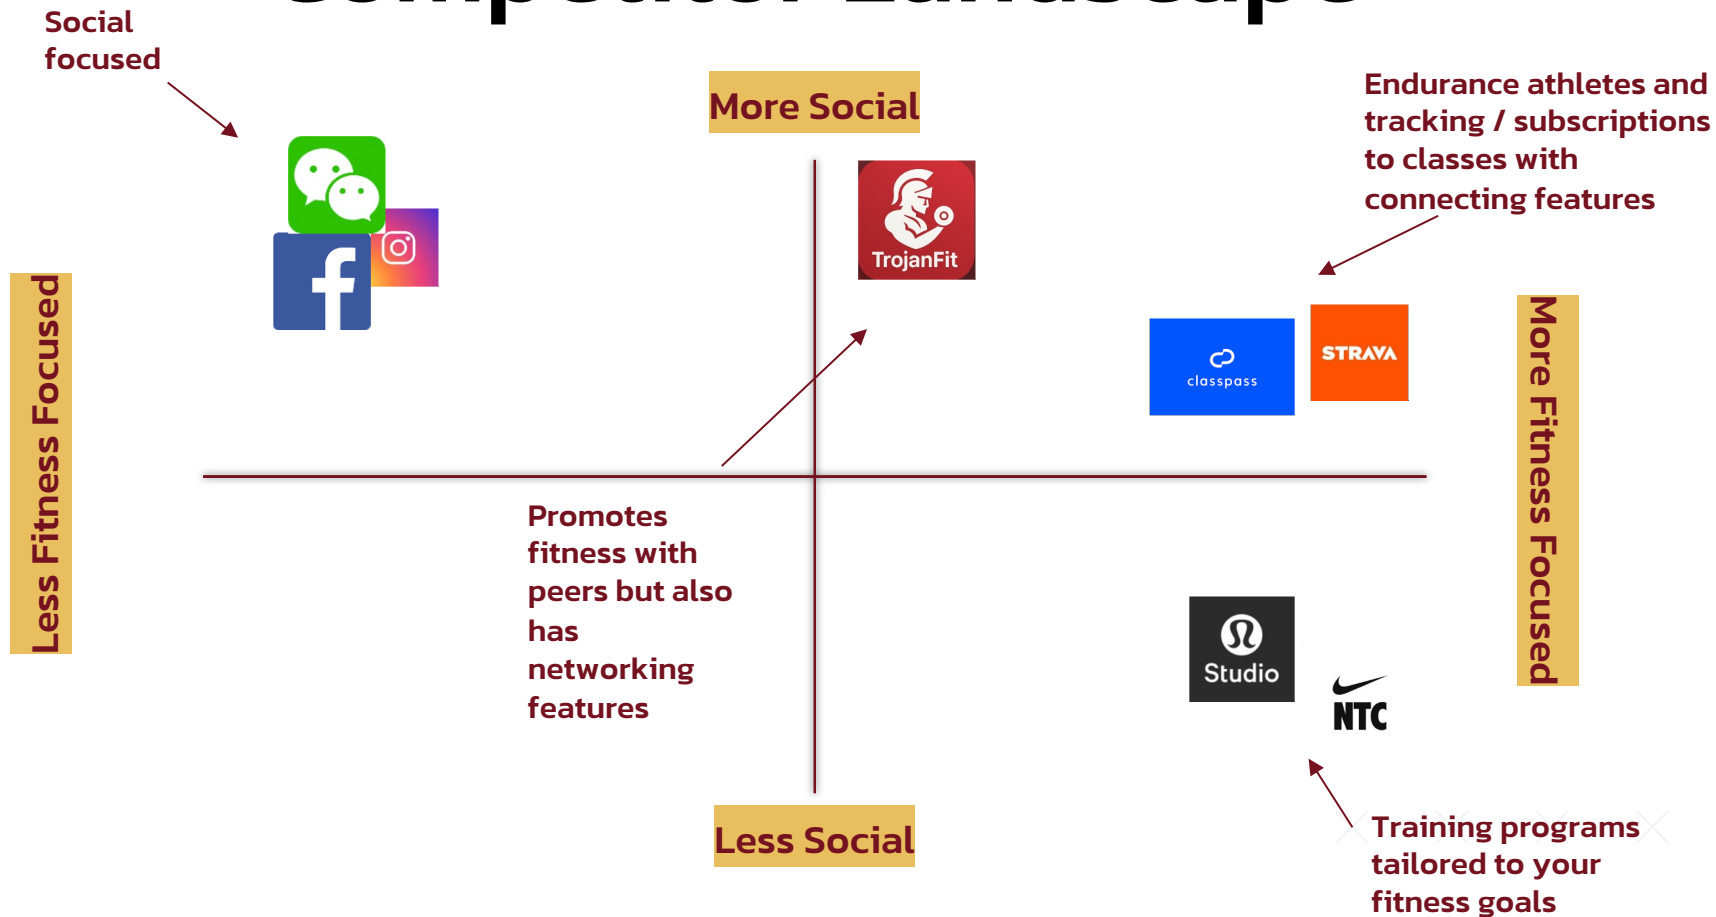 Competitor Landscape
Social
focused
More Social
Endurance athletes and
tracking / subscriptions
to classes with
connecting features
TrojanFit
classpass
STRAVA
Less Fitness Focused
More Fitness Focused
Promotes
fitness with
peers but also
has
networking
features
Studio
NTC
Less Social
Training programs
tailored to your
fitness goals